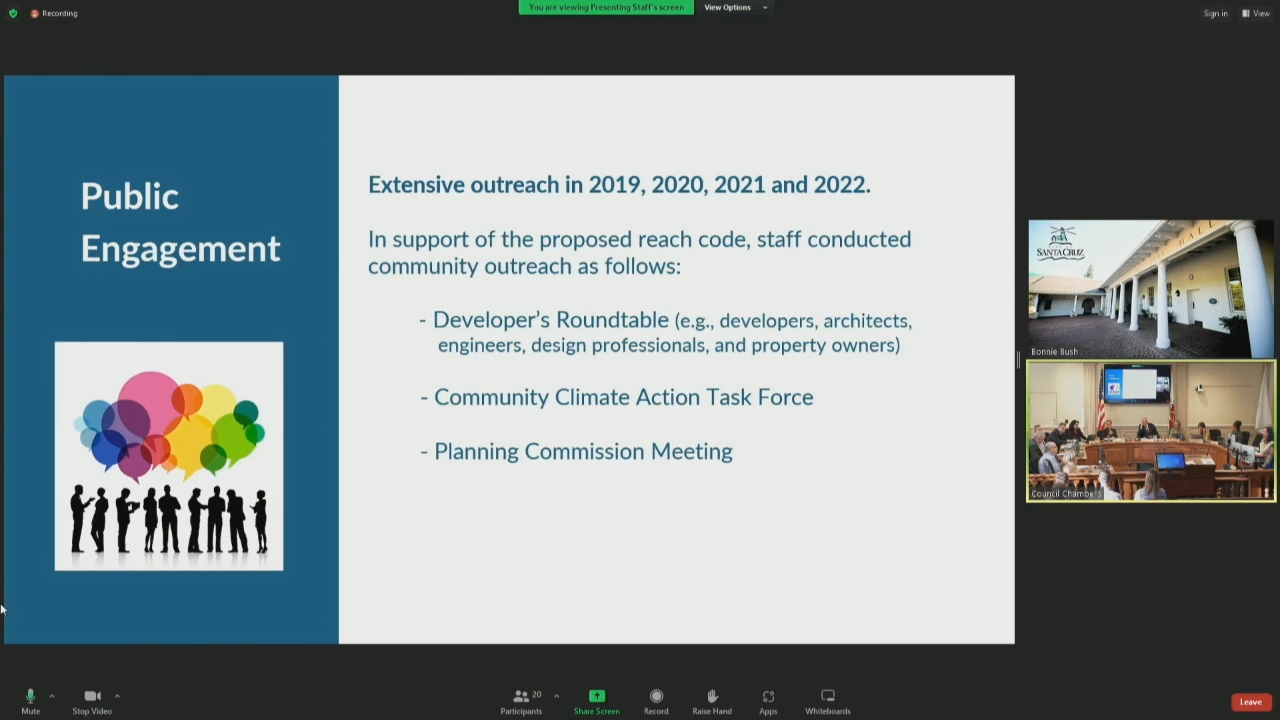 Recording
You are viewing Presenting Staff's screen
View Options
Sign in
View
Public
Engagement
Extensive outreach in 2019, 2020, 2021 and 2022.
In support of the proposed reach code, staff conducted
community outreach as follows:
- Developer's Roundtable (e.g., developers, architects,
engineers, design professionals, and property owners)
- Community Climate Action Task Force
- Planning Commission Meeting
SANTA CRUZ
HALL
Bonnie Bush
Council Chambers
Mute
Stop Video
Participants
20
Share Screen
Record
Raise Hand
Apps
Whiteboards
Leave